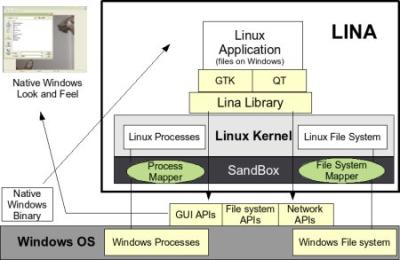 LINA
Linux
Application
(files on Windows)
GTK
QT
Lina Library
Native Windows
Look and Feel
Linux Processes
Linux Kernel
Linux File System
Process
Mapper
SandBox
File System
Mapper
Native
Windows
Binary
GUI APIs
File system
APIs
Network
APIs
Windows OS
Windows Processes
Windows File system